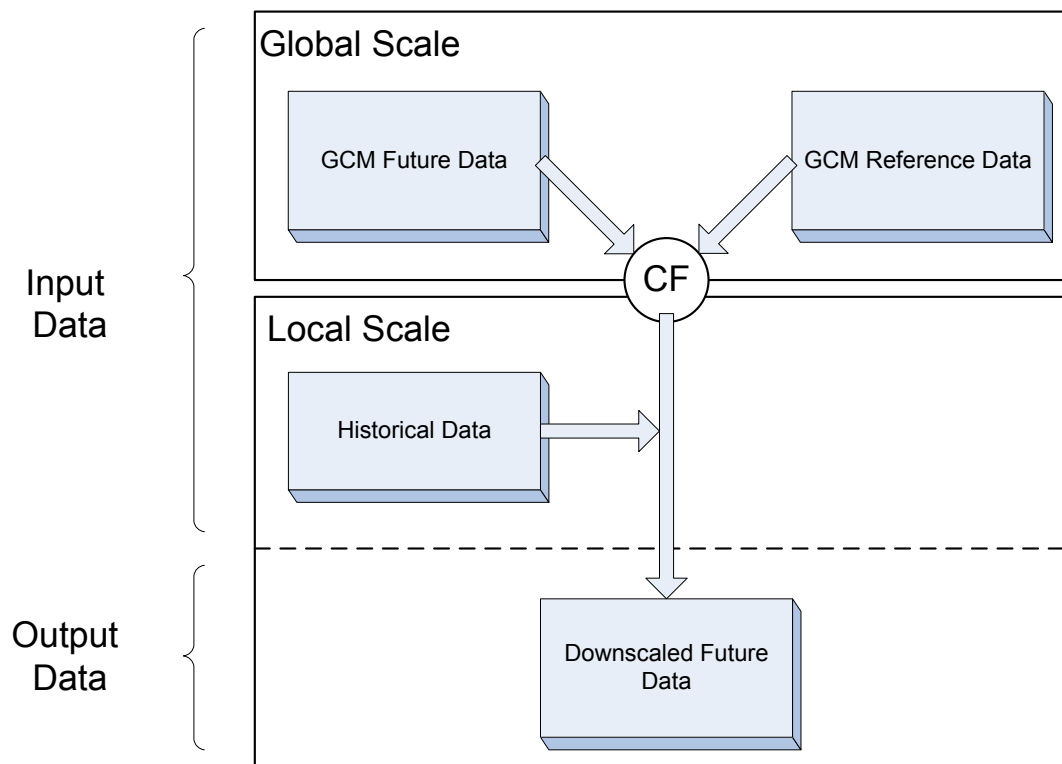 Global Scale
GCM Future Data
GCM Reference Data
CF
Input
Data
Local Scale
Historical Data
Output
Data
Downscaled Future
Data